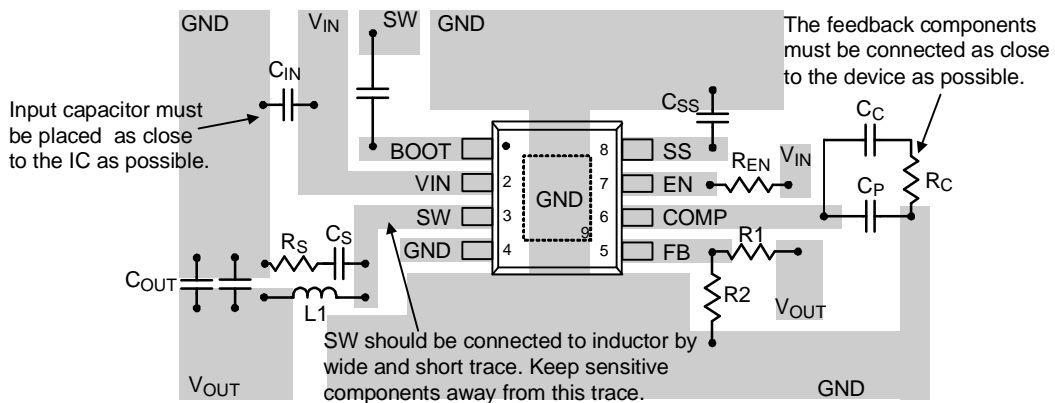 GND
VIN
SW
GND
The feedback components
must be connected as close
to the device as possible.
CIN
Input capacitor must
be placed as close
to the IC as possible.
CSS
CC
BOOT
8
SS
REN
VIN
RC
VIN
2
GND
7
EN
CP
SW
3
6
COMP
GND
4
9
5
FB
R1
RS
CS
COUT
L1
R2
VOUT
SW should be connected to inductor by
wide and short trace. Keep sensitive
components away from this trace.
VOUT
GND